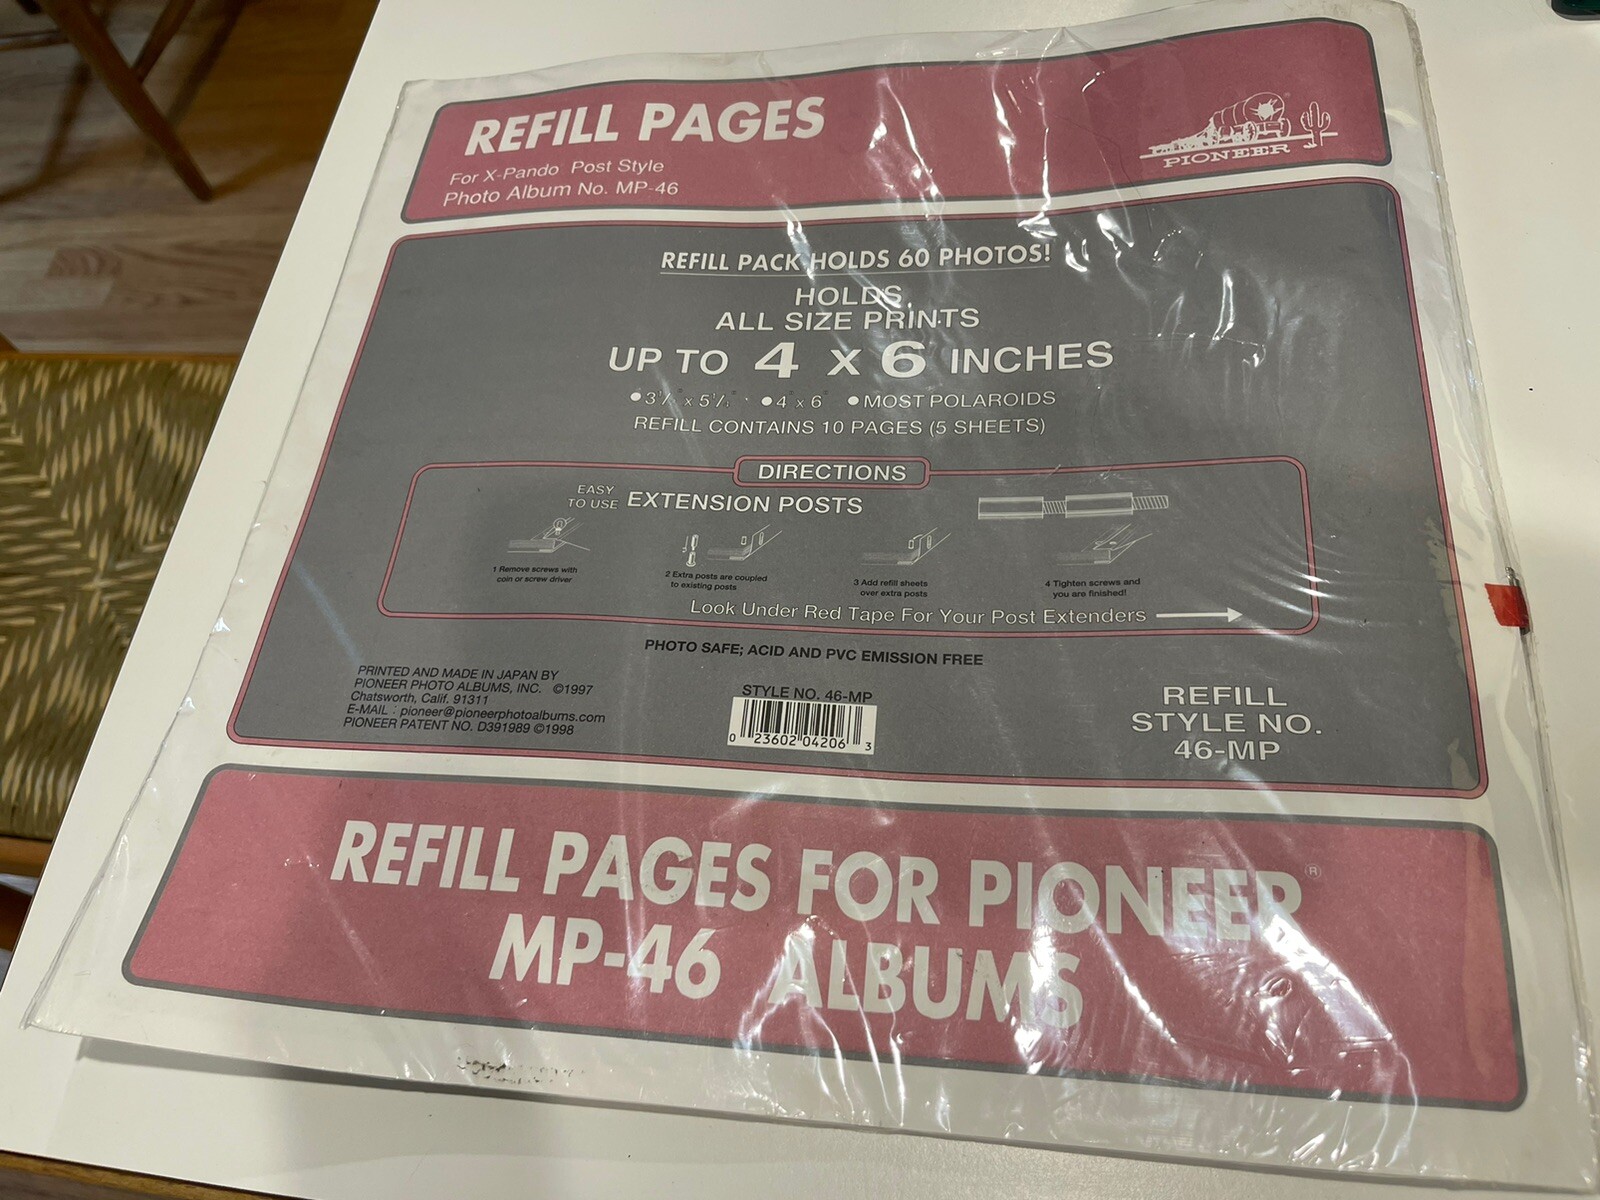 REFILL PAGES
For X-Pando Post Style
Photo Album No. MP-46
PIONEER
REFILL PACK HOLDS 60 PHOTOS!
HOLDS
ALL SIZE PRINTS
UP TO 4 x 6 INCHES
●3 x 5 ●4" x 6" ●MOST POLAROIDS
REFILL CONTAINS 10 PAGES (5 SHEETS)
DIRECTIONS
EASY
TO USE EXTENSION POSTS
1 Remove screws with
coin or screw driver
2 Extra posts are coupled
to existing posts
3 Add refill sheets
over extra posts
4 Tighten screws and
you are finished!
Look Under Red Tape For Your Post Extenders
PHOTO SAFE; ACID AND PVC EMISSION FREE
PRINTED AND MADE IN JAPAN BY
PIONEER PHOTO ALBUMS, INC. ©1997
Chatsworth, Calif. 91311
E-MAIL : pioneer@pioneerphotoalbums.com
PIONEER PATENT NO. D391989 ©1998
STYLE NO. 46-MP
0 23602 04206 3
REFILL
STYLE NO.
46-MP
REFILL PAGES FOR PIONEER®
MP-46 ALBUMS